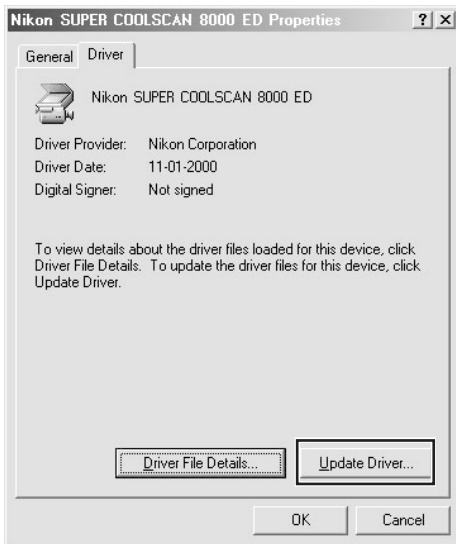 Nikon SUPER COOLSCAN 8000 ED Properties
? ×
General Driver
Nikon SUPER COOLSCAN 8000 ED
Driver Provider: Nikon Corporation
Driver Date: 11-01-2000
Digital Signer: Not signed
To view details about the driver files loaded for this device, click
Driver File Details. To update the driver files for this device, click
Update Driver.
Driver File Details... Update Driver...
OK Cancel